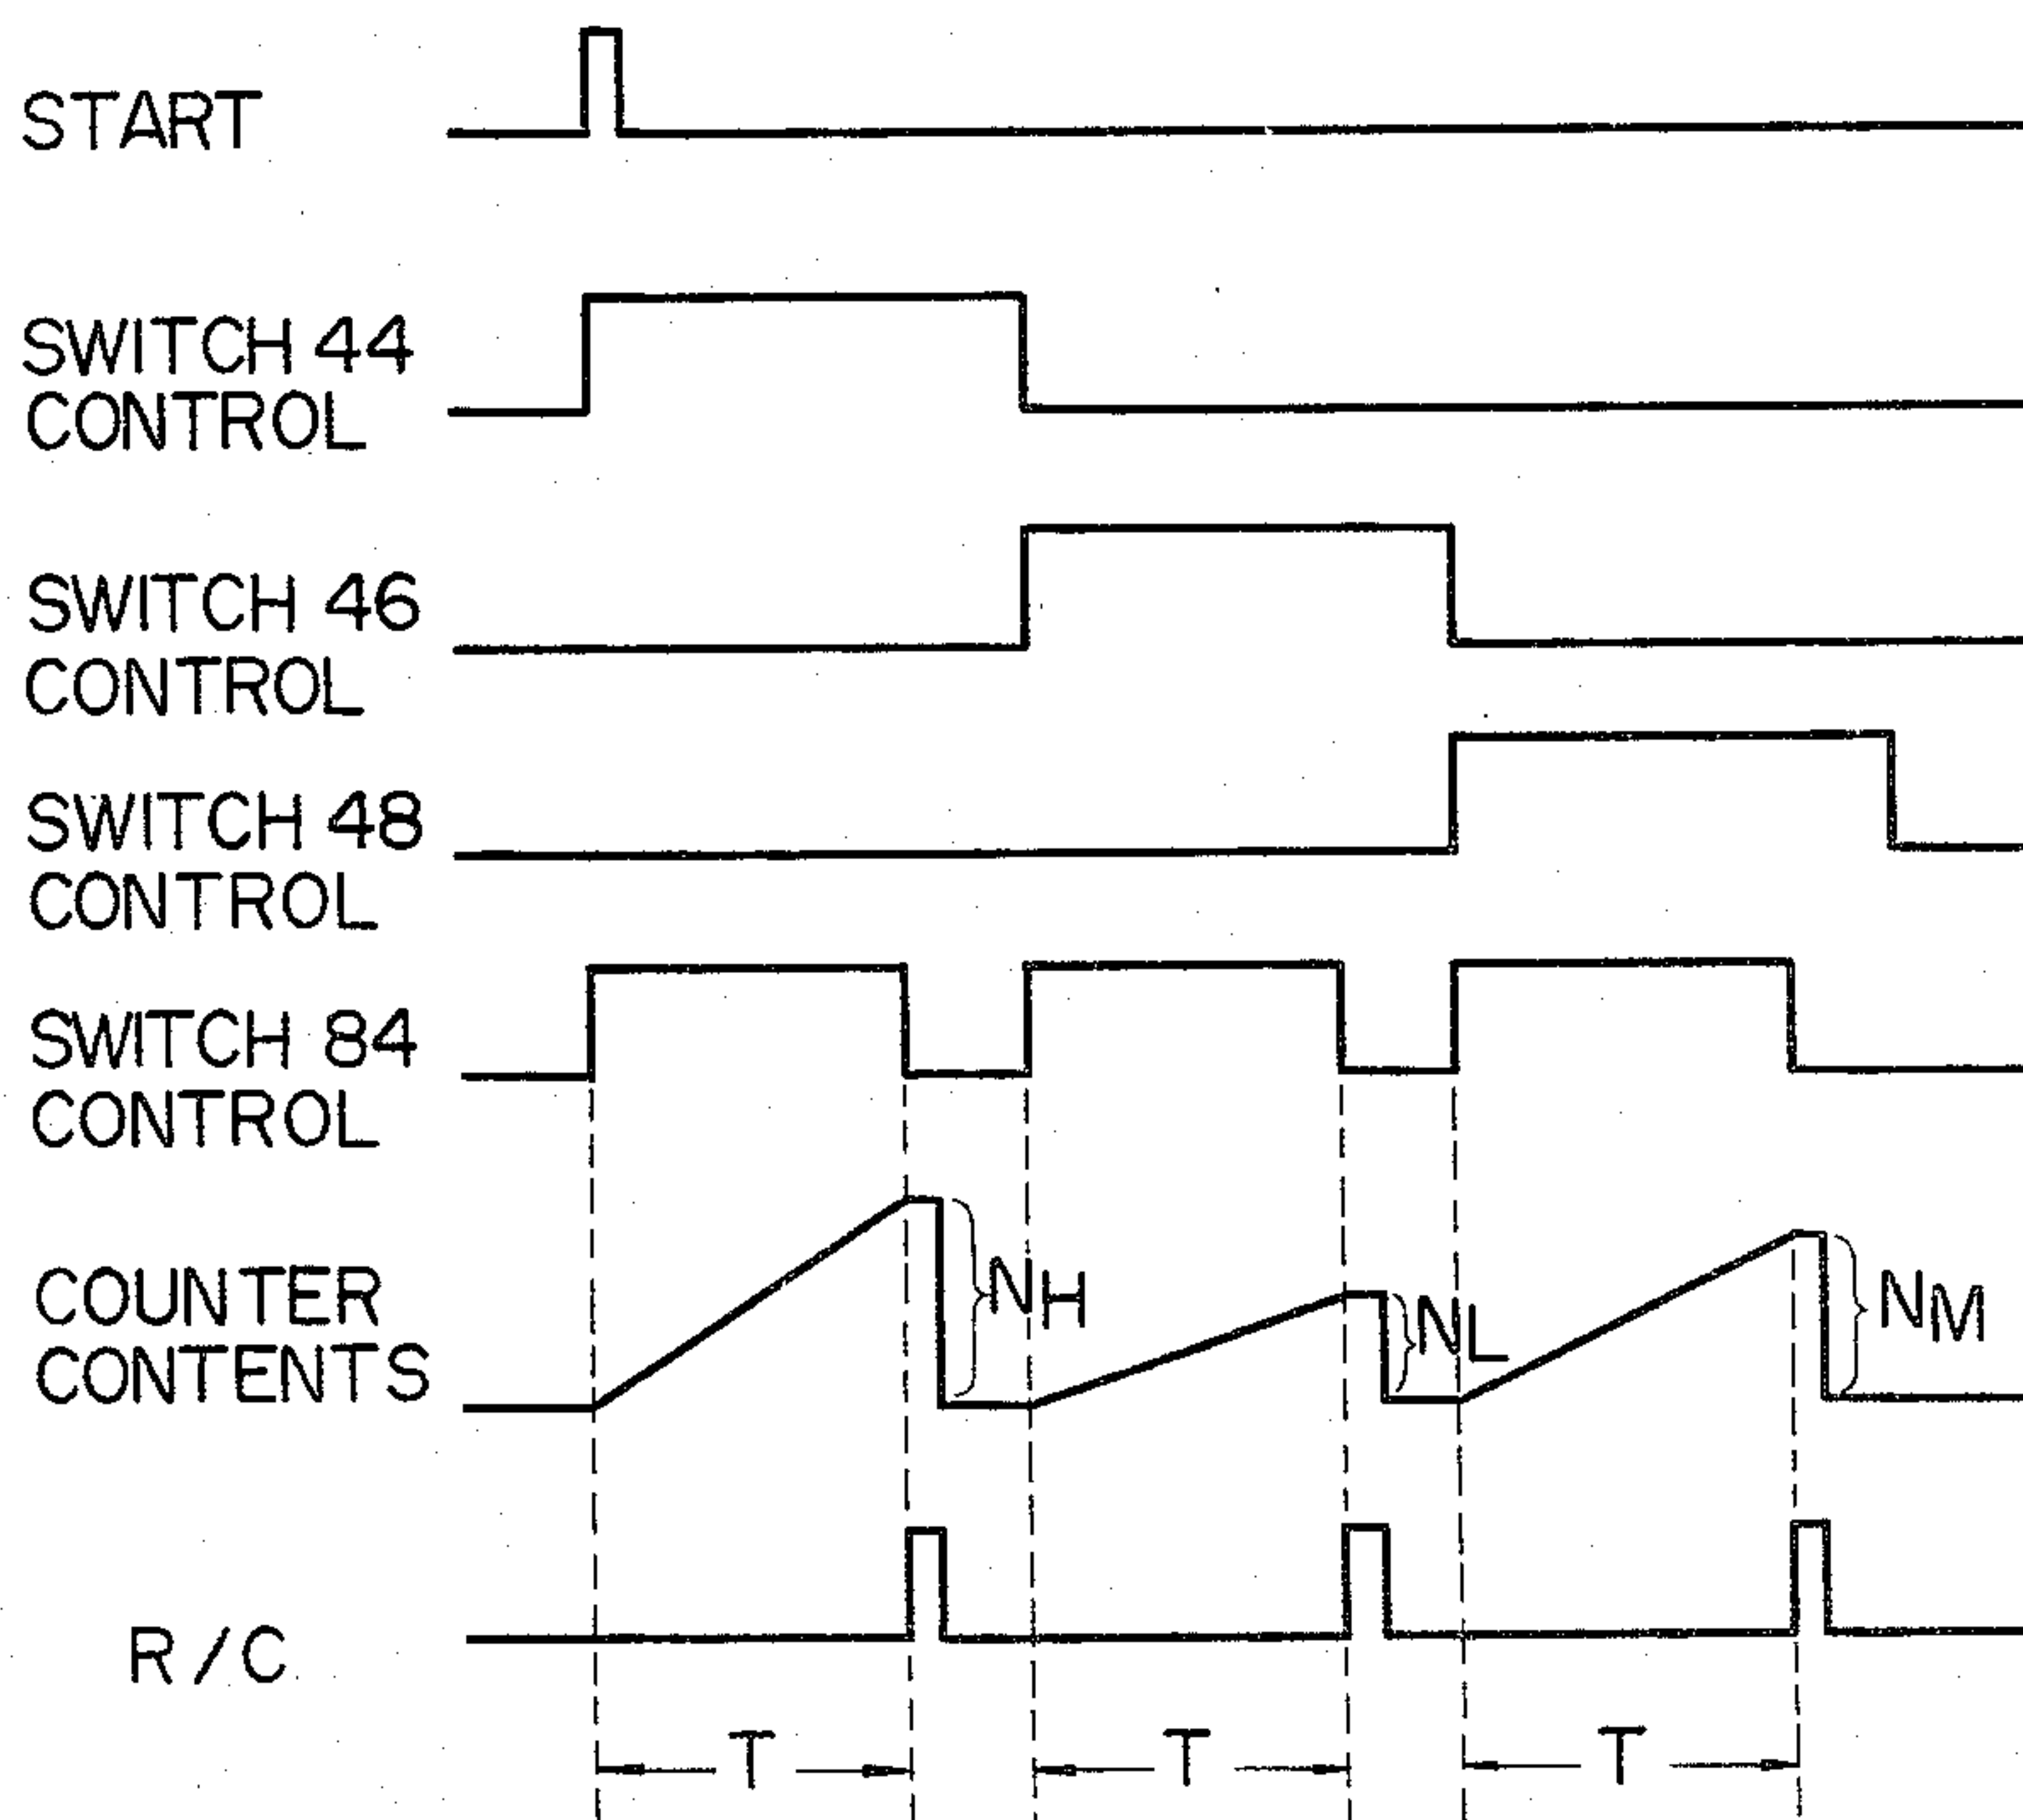 START
SWITCH 44
CONTROL
SWITCH 46
CONTROL
SWITCH 48
CONTROL
SWITCH 84
CONTROL
COUNTER
CONTENTS
NH
NL
NM
R/C
T
T
T